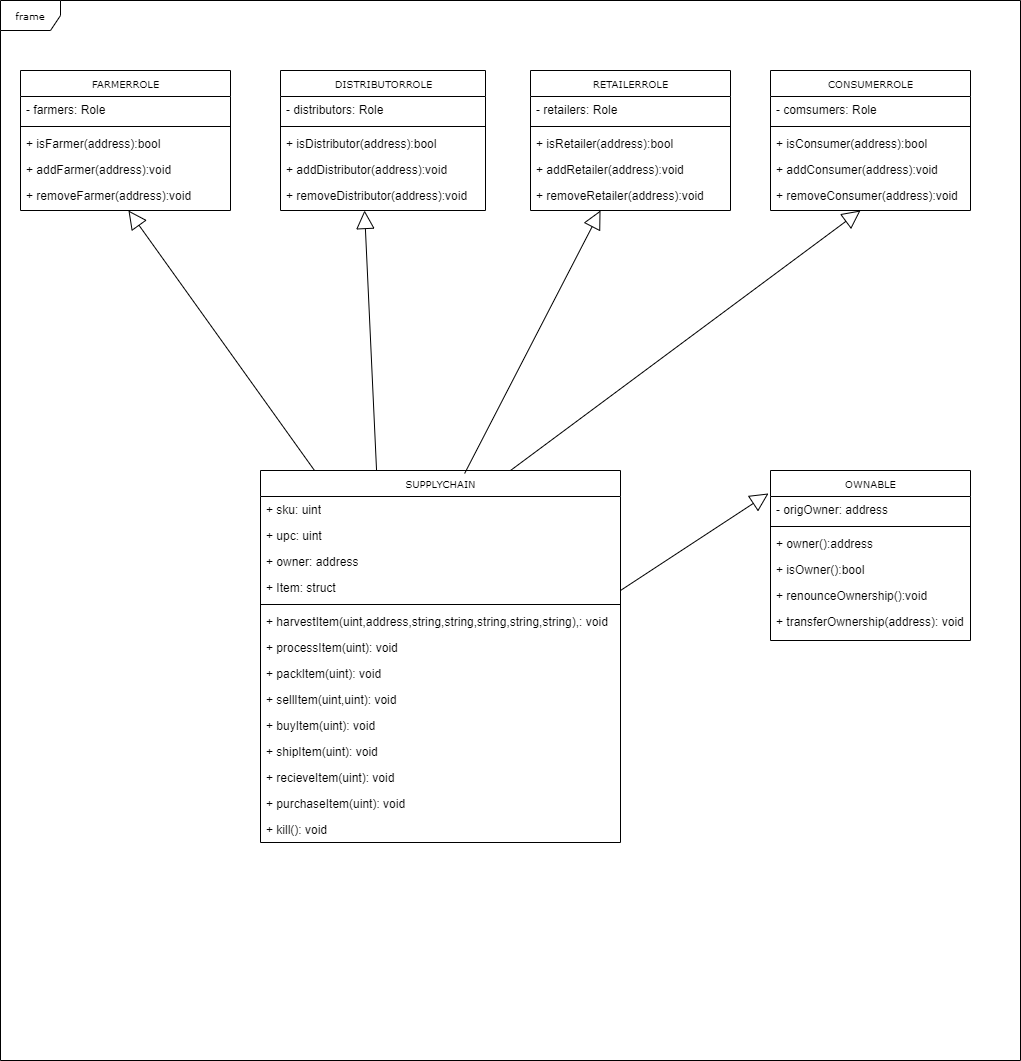 frame
FARMERROLE
- farmers: Role
+ isFarmer(address):bool
+ addFarmer(address):void
+ removeFarmer(address):void
DISTRIBUTORROLE
- distributors: Role
+ isDistributor(address):bool
+ addDistributor(address):void
+ removeDistributor(address):void
RETAILERROLE
- retailers: Role
+ isRetailer(address):bool
+ addRetailer(address):void
+ removeRetailer(address):void
CONSUMERROLE
- comsumers: Role
+ isConsumer(address):bool
+ addConsumer(address):void
+ removeConsumer(address):void
SUPPLYCHAIN
+ sku: uint
+ upc: uint
+ owner: address
+ Item: struct
+ harvestItem(uint,address,string,string,string,string,string),: void
+ processItem(uint): void
+ packItem(uint): void
+ sellItem(uint,uint): void
+ buyItem(uint): void
+ shipItem(uint): void
+ recieveItem(uint): void
+ purchaseItem(uint): void
+ kill(): void
OWNABLE
- origOwner: address
+ owner():address
+ isOwner():bool
+ renounceOwnership():void
+ transferOwnership(address): void